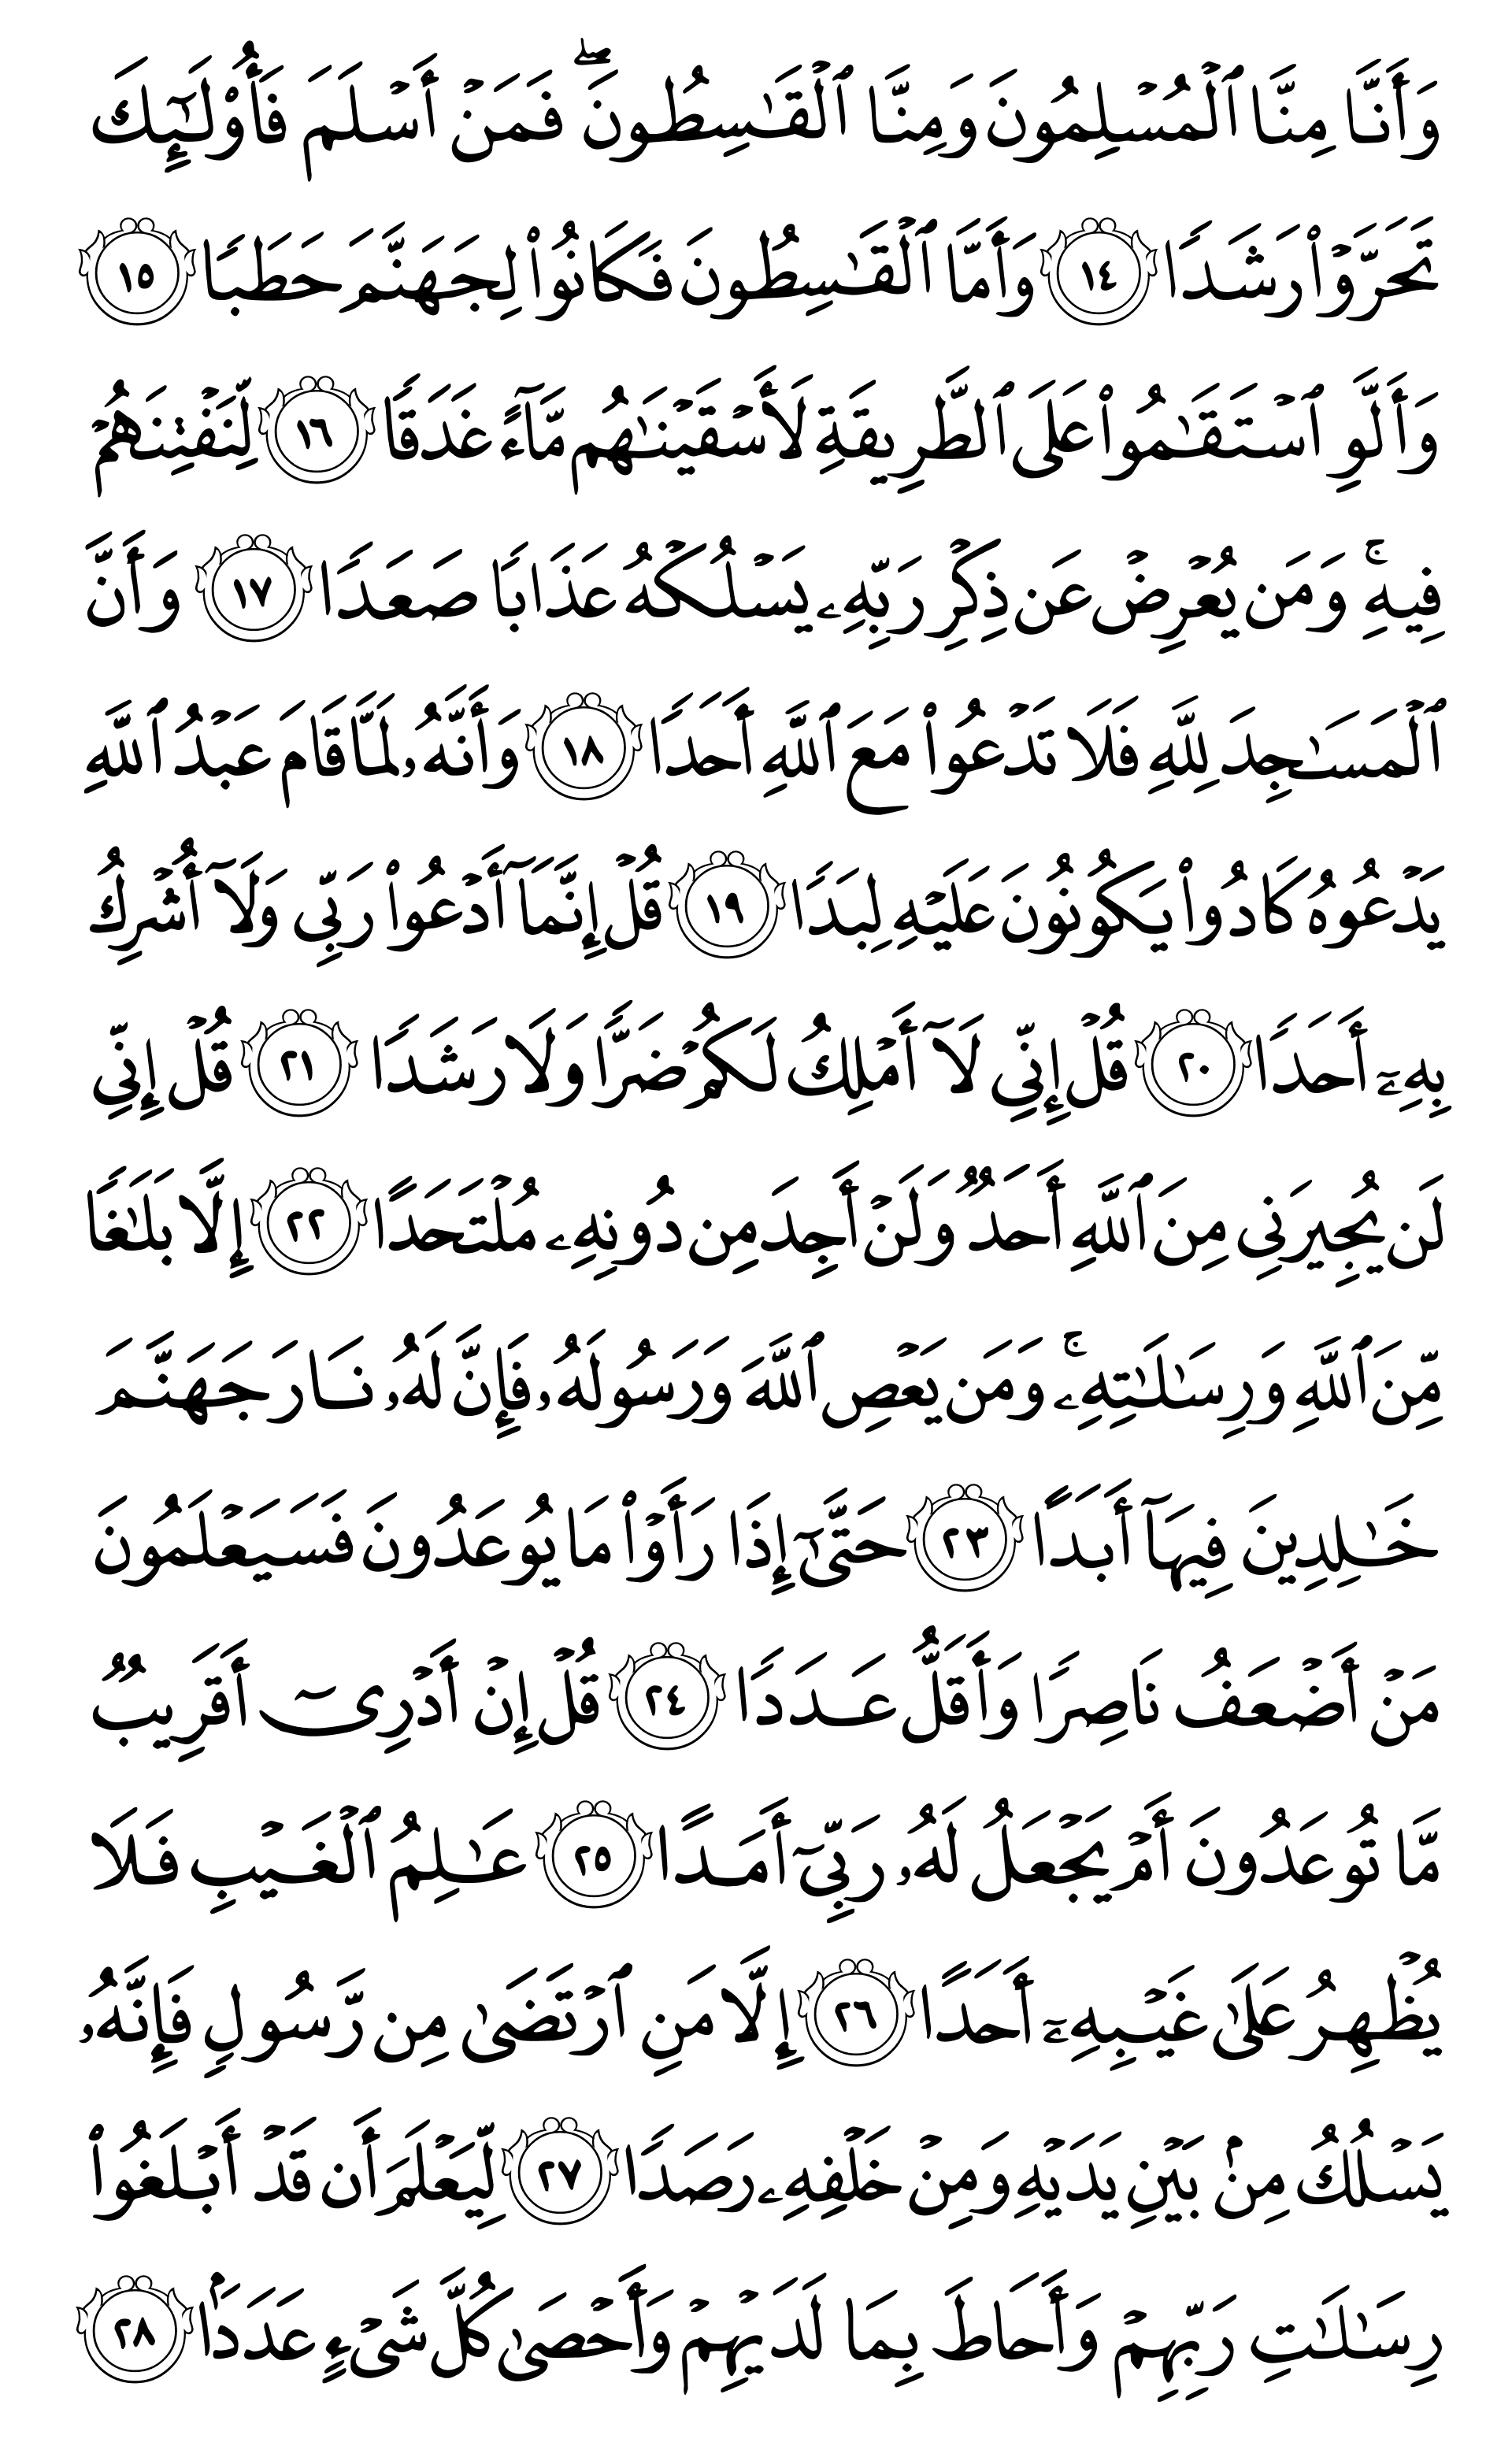 وَأَنَّا مِنَّا ٱلْمُسْلِمُونَ وَمِنَّا ٱلْقَـٰسِطُونَ ۖ فَمَنْ أَسْلَمَ فَأُو۟لَـٰٓئِكَ
تَحَرَّوْا۟ رَشَدًا ١٤ وَأَمَّا ٱلْقَـٰسِطُونَ فَكَانُوا۟ لِجَهَنَّمَ حَطَبًا ١٥
وَأَلَّوِ ٱسْتَقَـٰمُوا۟ عَلَى ٱلطَّرِيقَةِ لَأَسْقَيْنَـٰهُم مَّآءً غَدَقًا ١٦ لِّنَفْتِنَهُمْ
فِيهِ ۚ وَمَن يُعْرِضْ عَن ذِكْرِ رَبِّهِۦ يَسْلُكْهُ عَذَابًا صَعَدًا ١٧ وَأَنَّ
ٱلْمَسَـٰجِدَ لِلَّهِ فَلَا تَدْعُوا۟ مَعَ ٱللَّهِ أَحَدًا ١٨ وَأَنَّهُۥ لَمَّا قَامَ عَبْدُ ٱللَّهِ
يَدْعُوهُ كَادُوا۟ يَكُونُونَ عَلَيْهِ لِبَدًا ١٩ قُلْ إِنَّمَآ أَدْعُوا۟ رَبِّى وَلَآ أُشْرِكُ
بِهِۦٓ أَحَدًا ٢٠ قُلْ إِنِّى لَآ أَمْلِكُ لَكُمْ ضَرًّا وَلَا رَشَدًا ٢١ قُلْ إِنِّى
لَن يُجِيرَنِى مِنَ ٱللَّهِ أَحَدٌ وَلَنْ أَجِدَ مِن دُونِهِۦ مُلْتَحَدًا ٢٢ إِلَّا بَلَـٰغًا
مِّنَ ٱللَّهِ وَرِسَـٰلَـٰتِهِۦ ۚ وَمَن يَعْصِ ٱللَّهَ وَرَسُولَهُۥ فَإِنَّ لَهُۥ نَارَ جَهَنَّمَ
خَـٰلِدِينَ فِيهَآ أَبَدًا ٢٣ حَتَّىٰٓ إِذَا رَأَوْا۟ مَا يُوعَدُونَ فَسَيَعْلَمُونَ
مَنْ أَضْعَفُ نَاصِرًا وَأَقَلُّ عَدَدًا ٢٤ قُلْ إِنْ أَدْرِىٓ أَقَرِيبٌ
مَّا تُوعَدُونَ أَمْ يَجْعَلُ لَهُۥ رَبِّىٓ أَمَدًا ٢٥ عَـٰلِمُ ٱلْغَيْبِ فَلَا
يُظْهِرُ عَلَىٰ غَيْبِهِۦٓ أَحَدًا ٢٦ إِلَّا مَنِ ٱرْتَضَىٰ مِن رَّسُولٍ فَإِنَّهُۥ
يَسْلُكُ مِنۢ بَيْنِ يَدَيْهِ وَمِنْ خَلْفِهِۦ رَصَدًا ٢٧ لِّيَعْلَمَ أَن قَدْ أَبْلَغُوا۟
رِسَـٰلَـٰتِ رَبِّهِمْ وَأَحَاطَ بِمَا لَدَيْهِمْ وَأَحْصَىٰ كُلَّ شَىْءٍ عَدَدَۢا ٢٨